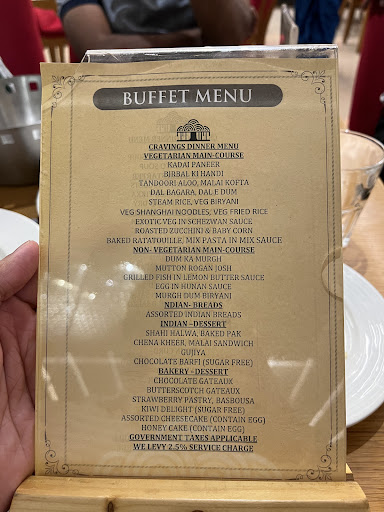 BUFFET MENU
CRAVINGS DINNER MENU
VEGETARIAN MAIN-COURSE
KADAI PANEER
BIRBAL KI HANDI
TANDOORI ALOO, MALAI KOFTA
DAL BAGARA, DAL E DUM
STEAM RICE, VEG BIRYANI
VEG SHANGHAI NOODLES, VEG FRIED RICE
EXOTIC VEG IN SCHEZWAN SAUCE
ROASTED ZUCCHINI & BABY CORN
BAKED RATATOUILLE, MIX PASTA IN MIX SAUCE
NON- VEGETARIAN MAIN-COURSE
DUM KA MURGH
MUTTON ROGAN JOSH
GRILLED FISH IN LEMON BUTTER SAUCE
EGG IN HUNAN SAUCE
MURGH DUM BIRYANI
NDIAN- BREADS
ASSORTED INDIAN BREADS
INDIAN -DESSERT
SHAHI HALWA, BAKED PAK
CHENA KHEER, MALAI SANDWICH
GUJIYA
CHOCOLATE BARFI (SUGAR FREE)
BAKERY -DESSERT
CHOCOLATE GATEAUX
BUTTERSCOTCH GATEAUX
STRAWBERRY PASTRY, BASBOUSA
KIWI DELIGHT (SUGAR FREE)
ASSORTED CHEESECAKE (CONTAIN EGG)
HONEY CAKE (CONTAIN EGG)
GOVERNMENT TAXES APPLICABLE
WE LEVY 2.5% SERVICE CHARGE